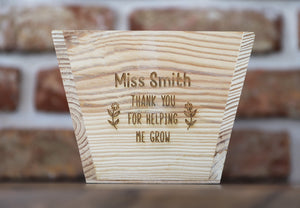 Miss Smith
THANK YOU
FOR HELPING
ME GROW